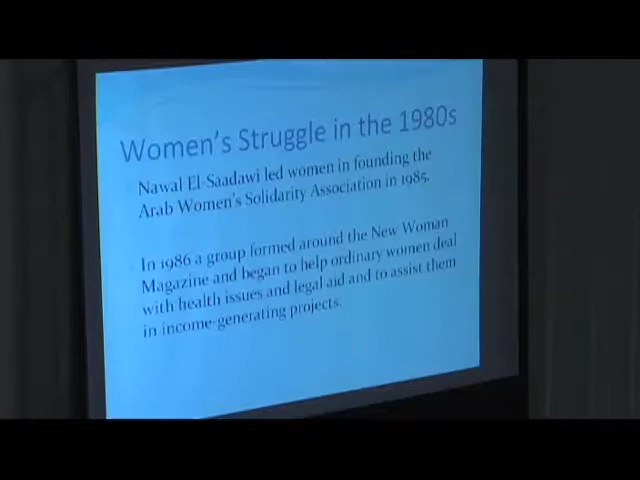 Women's Struggle in the 1980s
Nawal El-Saadawi led women in founding the
Arab Women's Solidarity Association in 1985.
In 1986 a group formed around the New Woman
Magazine and began to help ordinary women deal
with health issues and legal aid and to assist them
in income-generating projects.